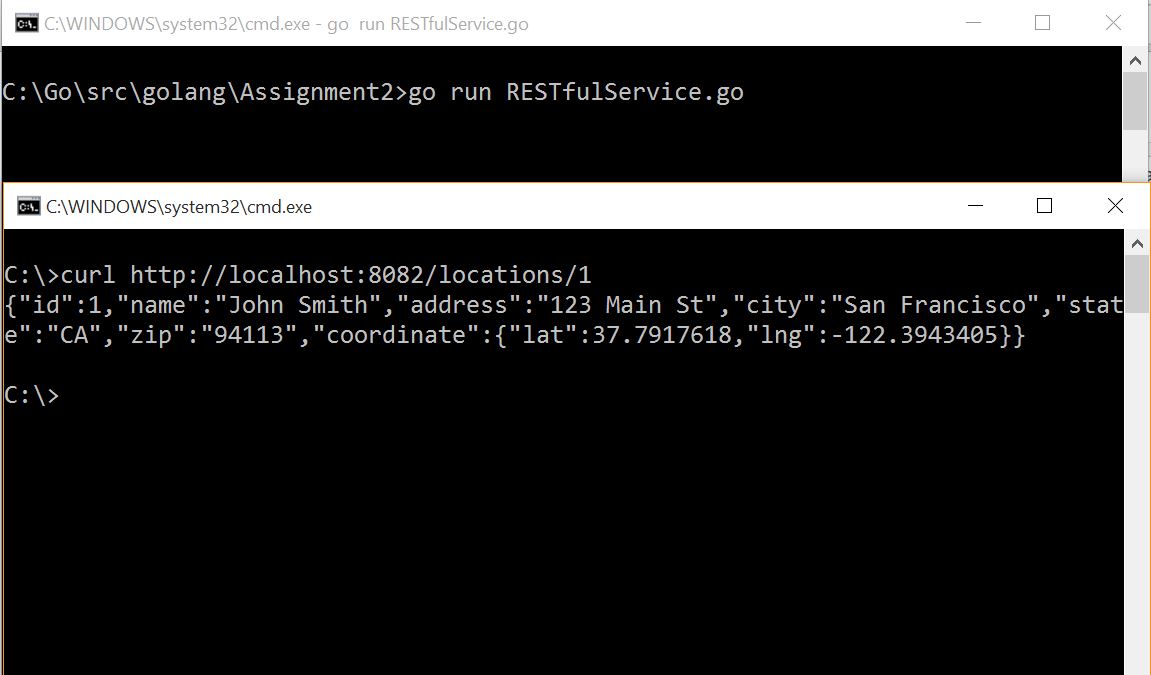 C:\WINDOWS\system32\cmd.exe - go  run RESTfulService.go
C:\Go\src\golang\Assignment2>go run RESTfulService.go
C:\WINDOWS\system32\cmd.exe
C:\>curl http://localhost:8082/locations/1
{"id":1,"name":"John Smith","address":"123 Main St","city":"San Francisco","stat
e":"CA","zip":"94113","coordinate":{"lat":37.7917618,"lng":-122.3943405}}
C:\>